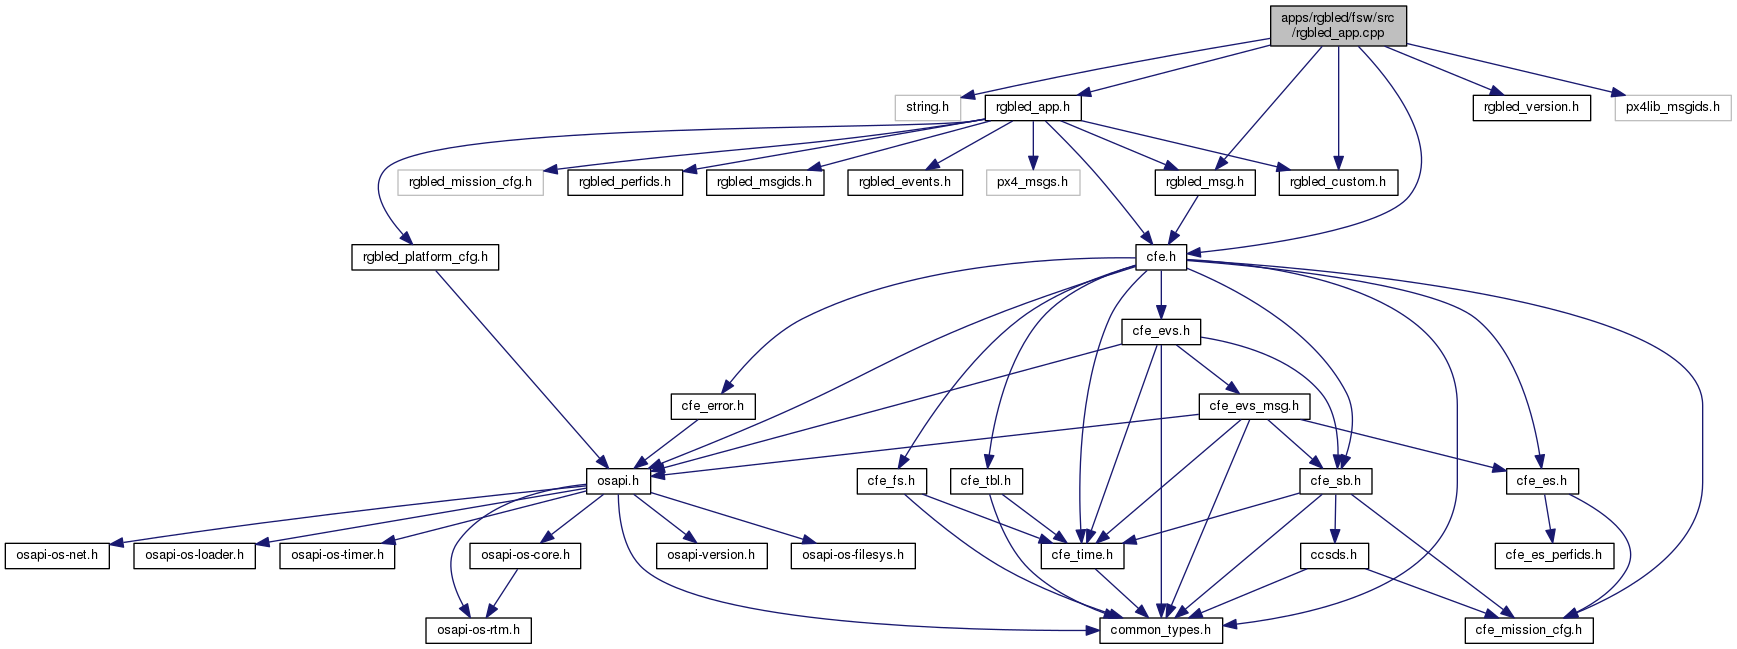 apps/rgbled/fsw/src
/rgbled_app.cpp
string.h
rgbled_app.h
rgbled_version.h
px4lib_msgids.h
rgbled_mission_cfg.h
rgbled_perfids.h
rgbled_msgids.h
rgbled_events.h
px4_msgs.h
rgbled_msg.h
rgbled_custom.h
rgbled_platform_cfg.h
cfe.h
cfe_evs.h
cfe_error.h
cfe_evs_msg.h
osapi.h
cfe_fs.h
cfe_tbl.h
cfe_sb.h
cfe_es.h
osapi-os-net.h
osapi-os-loader.h
osapi-os-timer.h
osapi-os-core.h
osapi-version.h
osapi-os-filesys.h
cfe_time.h
ccsds.h
cfe_es_perfids.h
osapi-os-rtm.h
common_types.h
cfe_mission_cfg.h